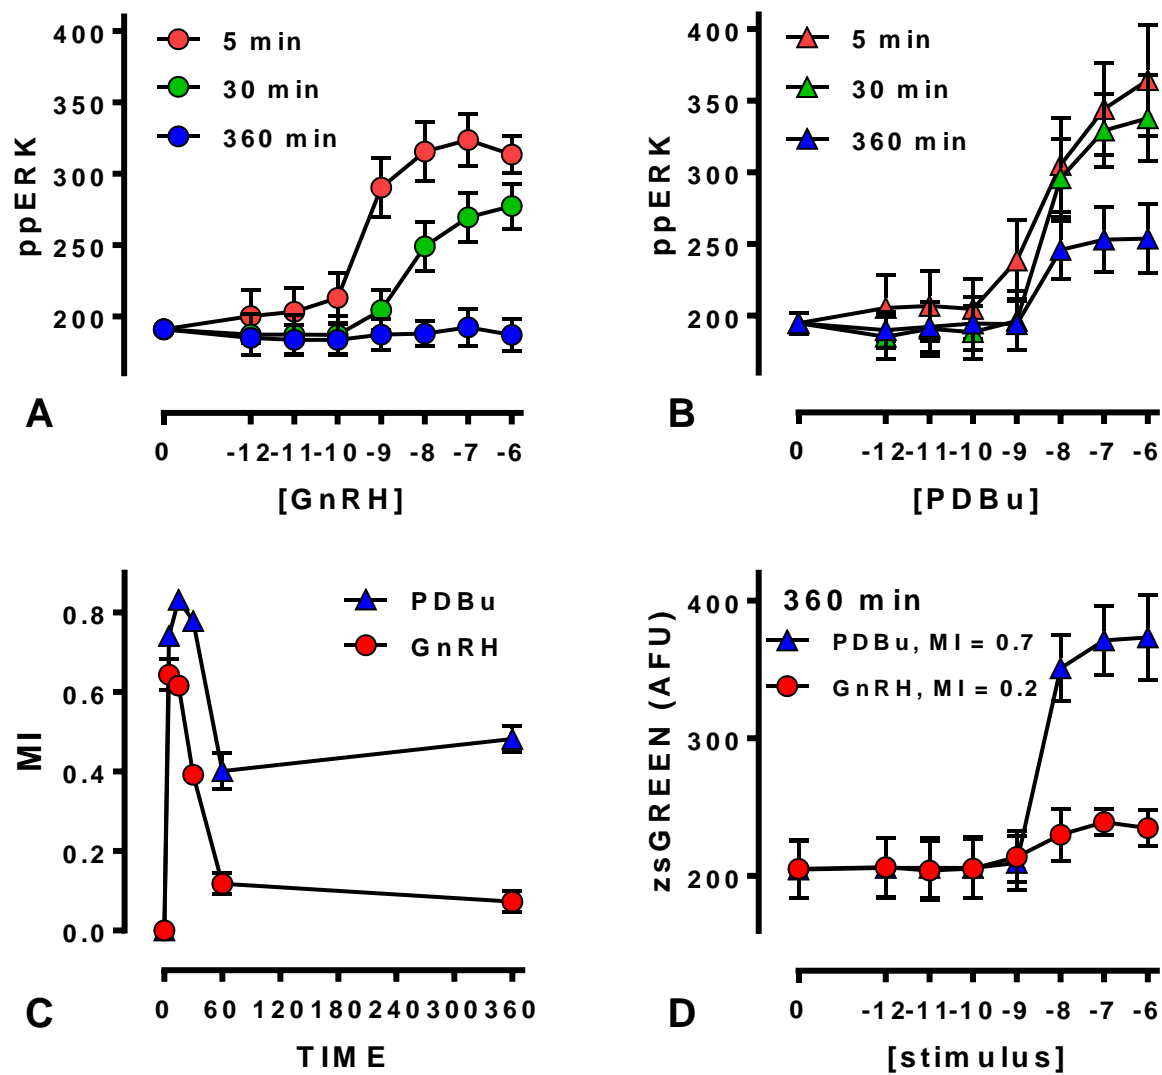 400
350
300
250
200
ppERK
5 min
30 min
360 min
A
0 -12 -11 -10 -9 -8 -7 -6
[GnRH]
400
350
300
250
200
ppERK
5 min
30 min
360 min
B
0 -12 -11 -10 -9 -8 -7 -6
[PDBu]
0.8
0.6
0.4
0.2
0.0
MI
PDBu
GnRH
C
0 60 120 180 240 300 360
TIME
400
300
200
zsGREEN (AFU)
360 min
PDBu, MI = 0.7
GnRH, MI = 0.2
D
0 -12 -11 -10 -9 -8 -7 -6
[stimulus]